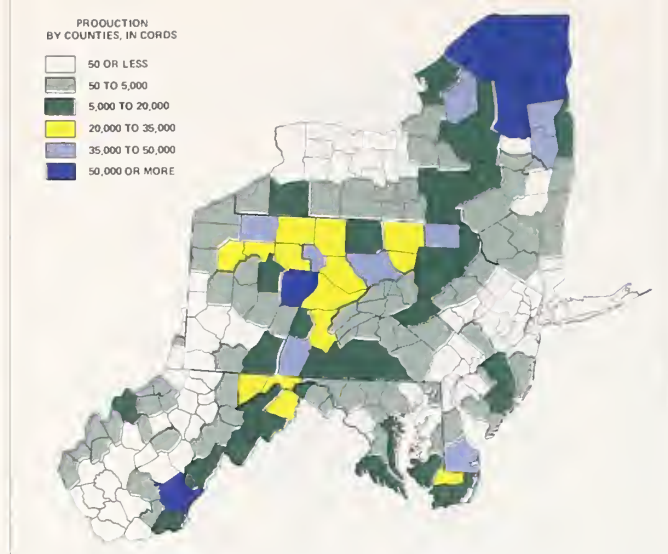 PRODUCTION
BY COUNTIES, IN CORDS
50 OR LESS
50 TO 5,000
5,000 TO 20,000
20,000 TO 35,000
35,000 TO 50,000
50,000 OR MORE